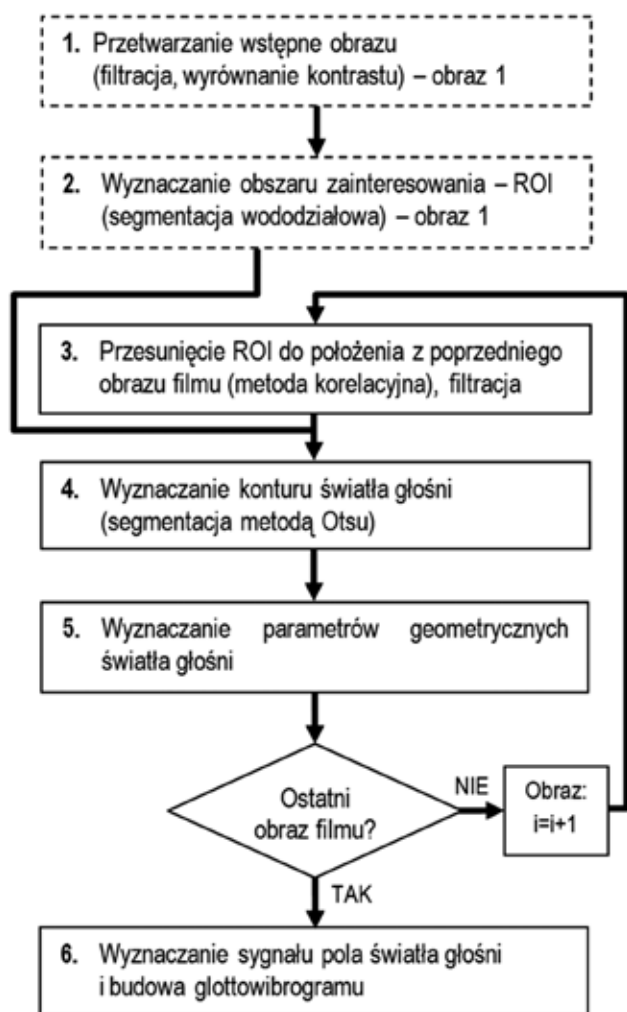 1. Przetwarzanie wstępne obrazu
(filtracja, wyrównanie kontrastu) – obraz 1
2. Wyznaczanie obszaru zainteresowania – ROI
(segmentacja wododziałowa) – obraz 1
3. Przesunięcie ROI do położenia z poprzedniego
obrazu filmu (metoda korelacyjna), filtracja
4. Wyznaczanie konturu światła głośni
(segmentacja metodą Otsu)
5. Wyznaczanie parametrów geometrycznych
światła głośni
Ostatni
obraz filmu?
NIE
Obraz:
i=i+1
TAK
6. Wyznaczanie sygnału pola światła głośni
i budowa glottowibrogramu